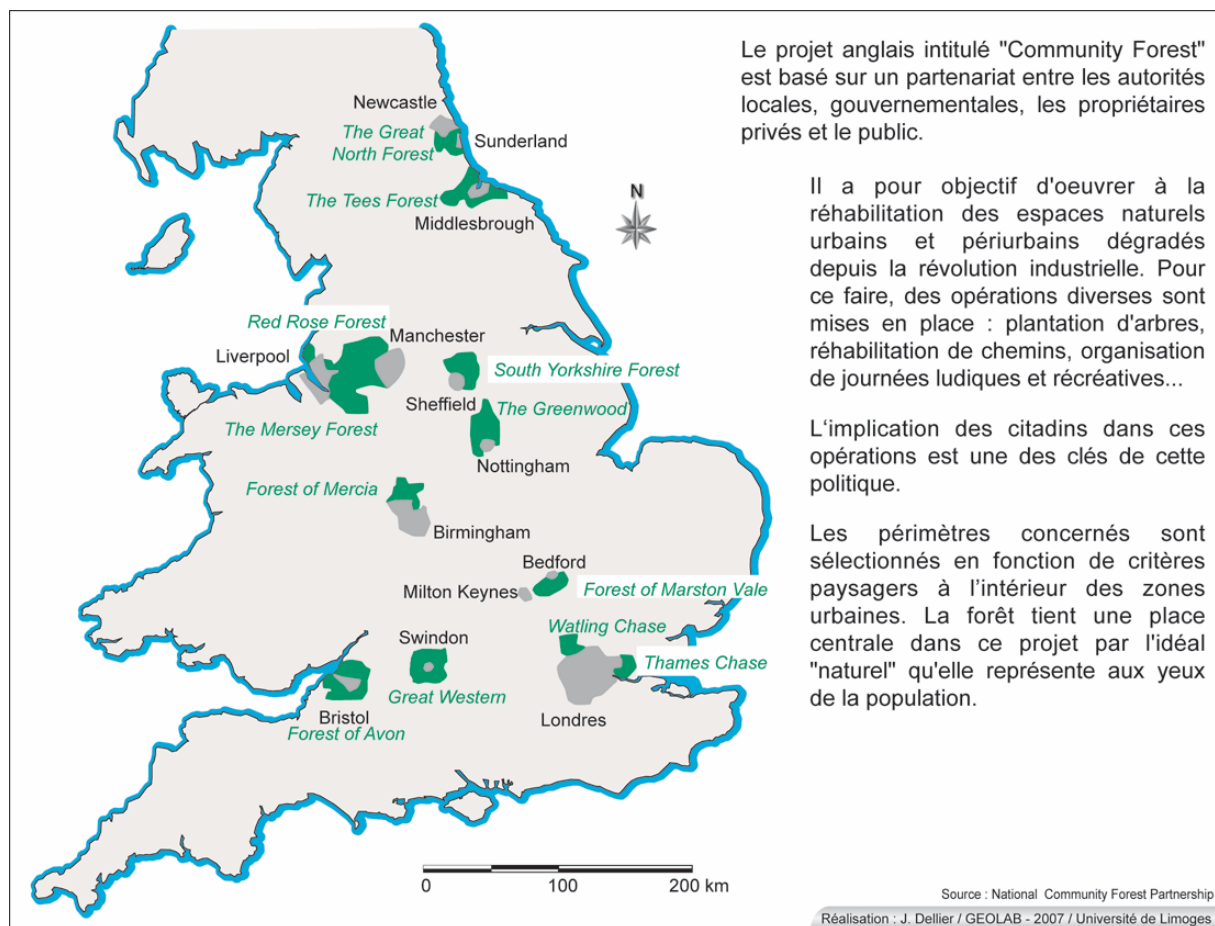 Le projet anglais intitulé "Community Forest"
est basé sur un partenariat entre les autorités
locales, gouvernementales, les propriétaires
privés et le public.
Il a pour objectif d'oeuvrer à la
réhabilitation des espaces naturels
urbains et périurbains dégradés
depuis la révolution industrielle. Pour
ce faire, des opérations diverses sont
mises en place : plantation d'arbres,
réhabilitation de chemins, organisation
de journées ludiques et récréatives...
L'implication des citadins dans ces
opérations est une des clés de cette
politique.
Les périmètres concernés sont
sélectionnés en fonction de critères
paysagers à l'intérieur des zones
urbaines. La forêt tient une place
centrale dans ce projet par l'idéal
"naturel" qu'elle représente aux yeux
de la population.
Newcastle
The Great
North Forest
Sunderland
The Tees Forest
Middlesbrough
N
Red Rose Forest
Manchester
Liverpool
South Yorkshire Forest
Sheffield
The Greenwood
The Mersey Forest
Nottingham
Forest of Mercia
Birmingham
Bedford
Milton Keynes
Forest of Marston Vale
Watling Chase
Swindon
Thames Chase
Great Western
Bristol
Londres
Forest of Avon
0 100 200 km
Source : National Community Forest Partnership
Réalisation : J. Dellier / GEOLAB - 2007 / Université de Limoges